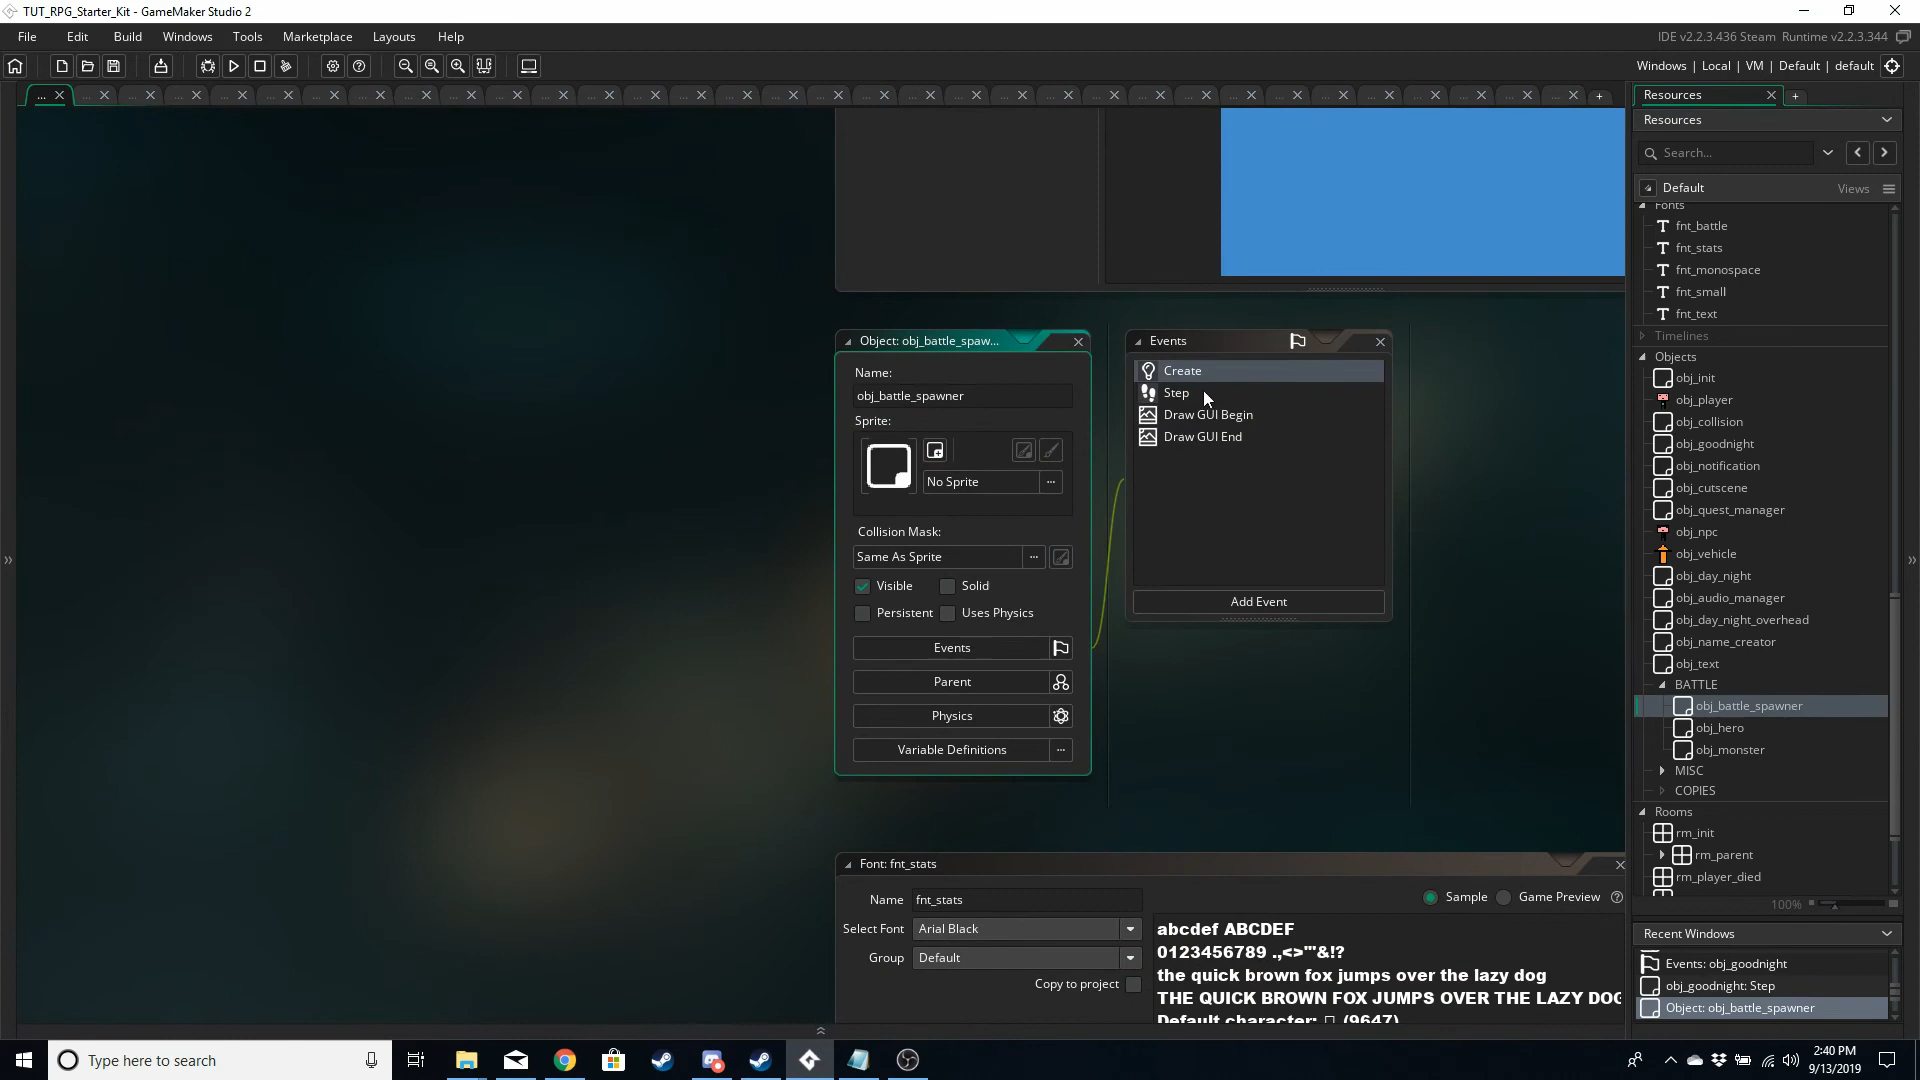 TUT_RPG_Starter_Kit - GameMaker Studio 2
File Edit Build Windows Tools Marketplace Layouts Help
IDE v2.2.3.436 Steam Runtime v2.2.3.344
Windows | Local | VM | Default | default
Resources
Resources
Search...
Default Views
Fonts
fnt_battle
fnt_stats
fnt_monospace
fnt_small
fnt_text
Timelines
Objects
obj_init
obj_player
obj_collision
obj_goodnight
obj_notification
obj_cutscene
obj_quest_manager
obj_npc
obj_vehicle
obj_day_night
obj_audio_manager
obj_day_night_overhead
obj_name_creator
obj_text
BATTLE
obj_battle_spawner
obj_hero
obj_monster
MISC
COPIES
Rooms
rm_init
rm_parent
rm_player_died
100%
Recent Windows
Events: obj_goodnight
obj_goodnight: Step
Object: obj_battle_spawner
Object: obj_battle_spaw...
Name:
obj_battle_spawner
Sprite:
No Sprite
Collision Mask:
Same As Sprite
Visible Solid
Persistent Uses Physics
Events
Parent
Physics
Variable Definitions
Events
Create
Step
Draw GUI Begin
Draw GUI End
Add Event
Font: fnt_stats
Name fnt_stats
Select Font Arial Black
Group Default
Copy to project
Sample Game Preview
abcdef ABCDEF
0123456789 .,<>"'&!?
the quick brown fox jumps over the lazy dog
THE QUICK BROWN FOX JUMPS OVER THE LAZY DOG
Default character: ▯ (9647)
Type here to search
2:40 PM
9/13/2019